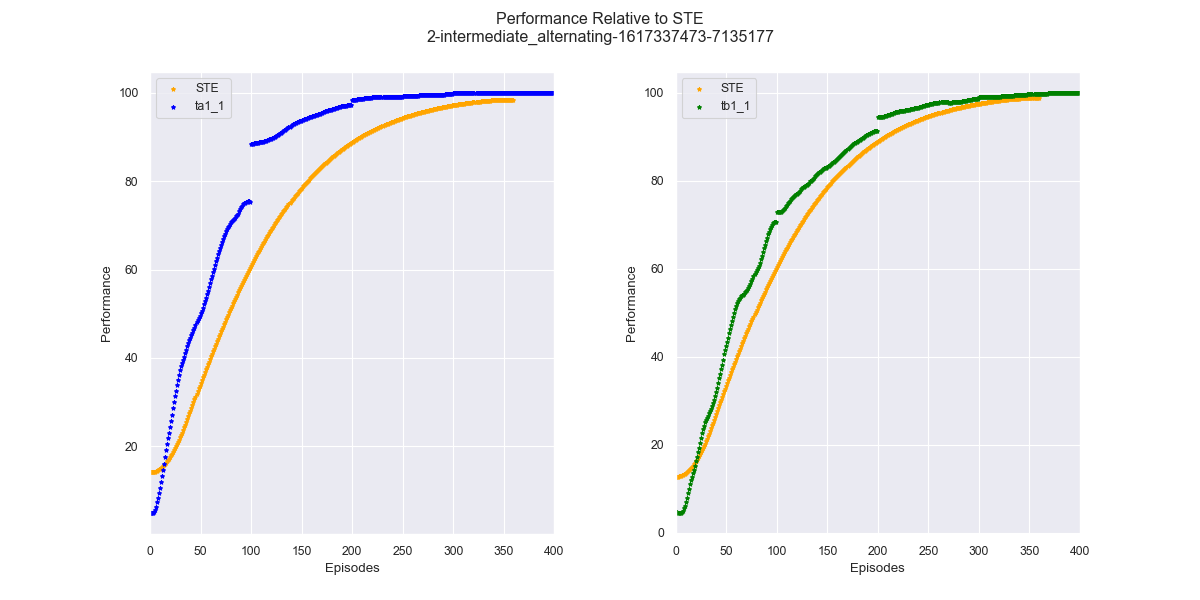 Performance Relative to STE
2-intermediate_alternating-1617337473-7135177
STE
ta1_1
100
80
60
40
20
Performance
0 50 100 150 200 250 300 350 400
Episodes
STE
tb1_1
100
80
60
40
20
0
Performance
0 50 100 150 200 250 300 350 400
Episodes